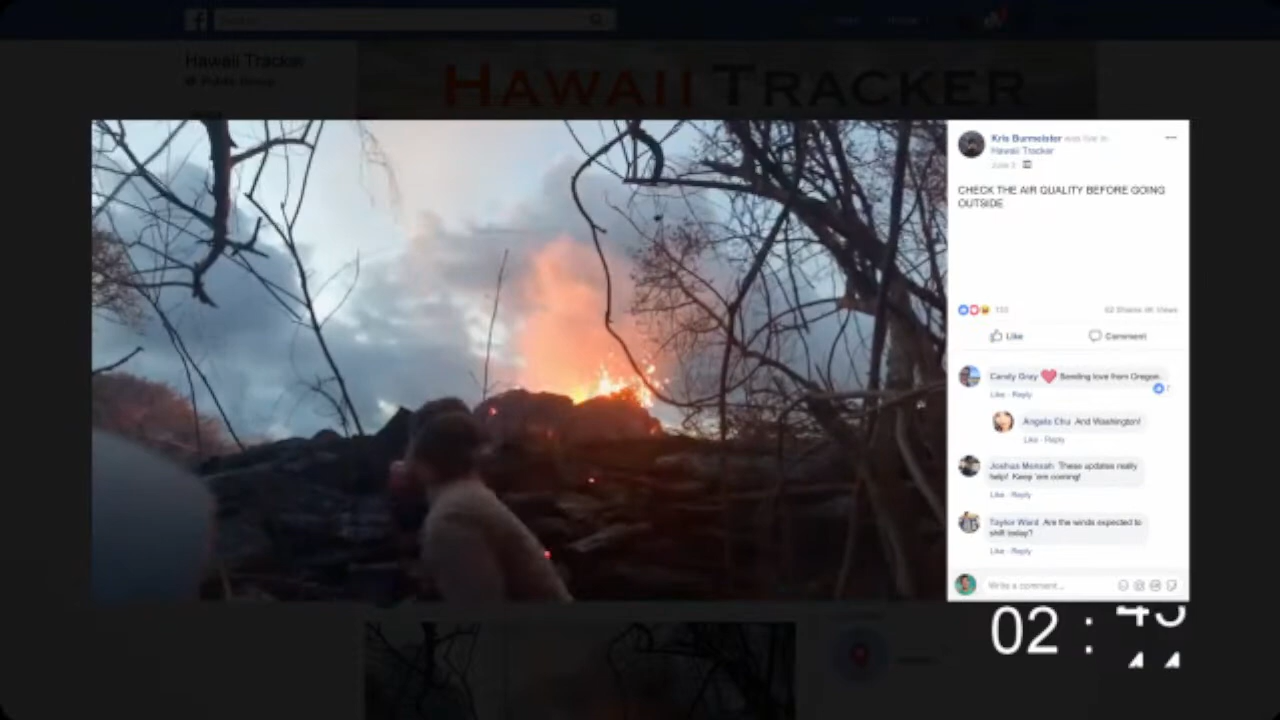 Hawaii Tracker
Public Group
HAWAII TRACKER
Kris Burmeister was live in
Hawaii Tracker
CHECK THE AIR QUALITY BEFORE GOING
OUTSIDE
Like
Comment
Candy Gray ❤ Sending love from Oregon.
Like · Reply
Angela Chu And Washington!
Like · Reply
Joshua Mensah These updates really
help! Keep 'em coming!
Like · Reply
Taylor Ward Are the winds expected to
shift today?
Like · Reply
Write a comment...
02 :